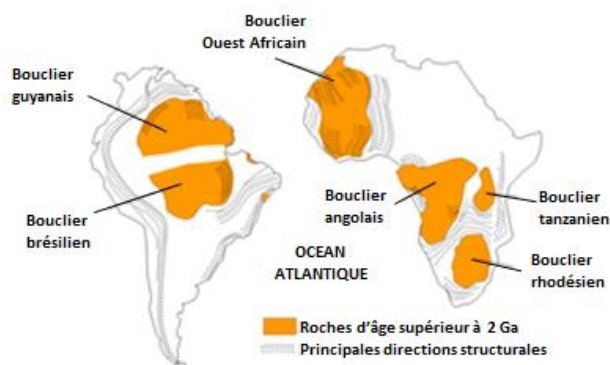 Bouclier
Ouest Africain
Bouclier
guyanais
Bouclier
brésilien
Bouclier
angolais
Bouclier
tanzanien
Bouclier
rhodésien
OCEAN
ATLANTIQUE
Roches d'âge supérieur à 2 Ga
Principales directions structurales